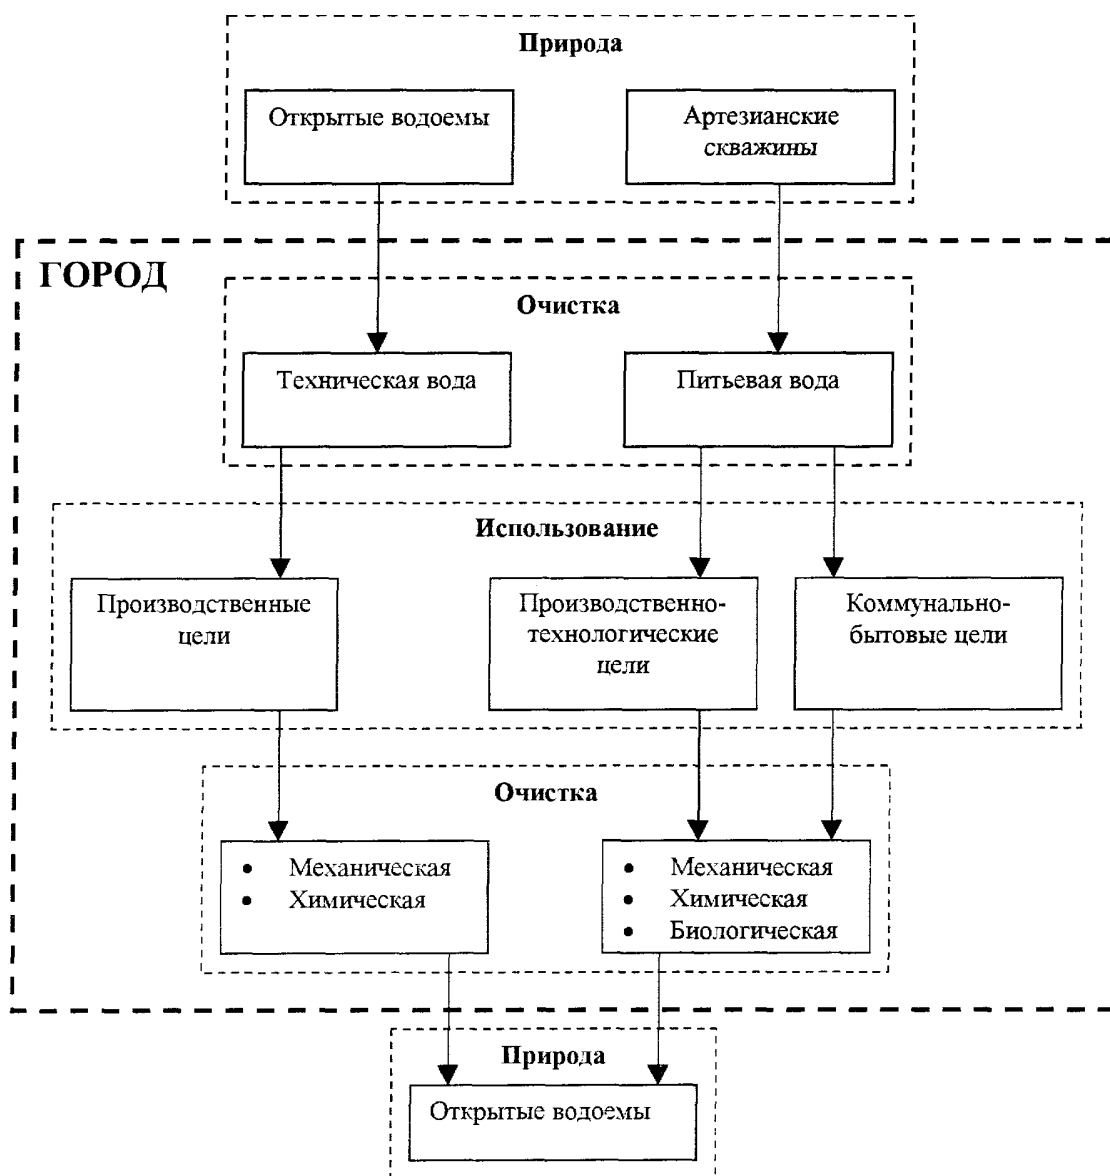 Природа
Открытые водоемы
Артезианские
скважины
ГОРОД
Очистка
Техническая вода
Питьевая вода
Использование
Производственные
цели
Производственно-
технологические
цели
Коммунально-
бытовые цели
Очистка
• Механическая
• Химическая
• Механическая
• Химическая
• Биологическая
Природа
Открытые водоемы